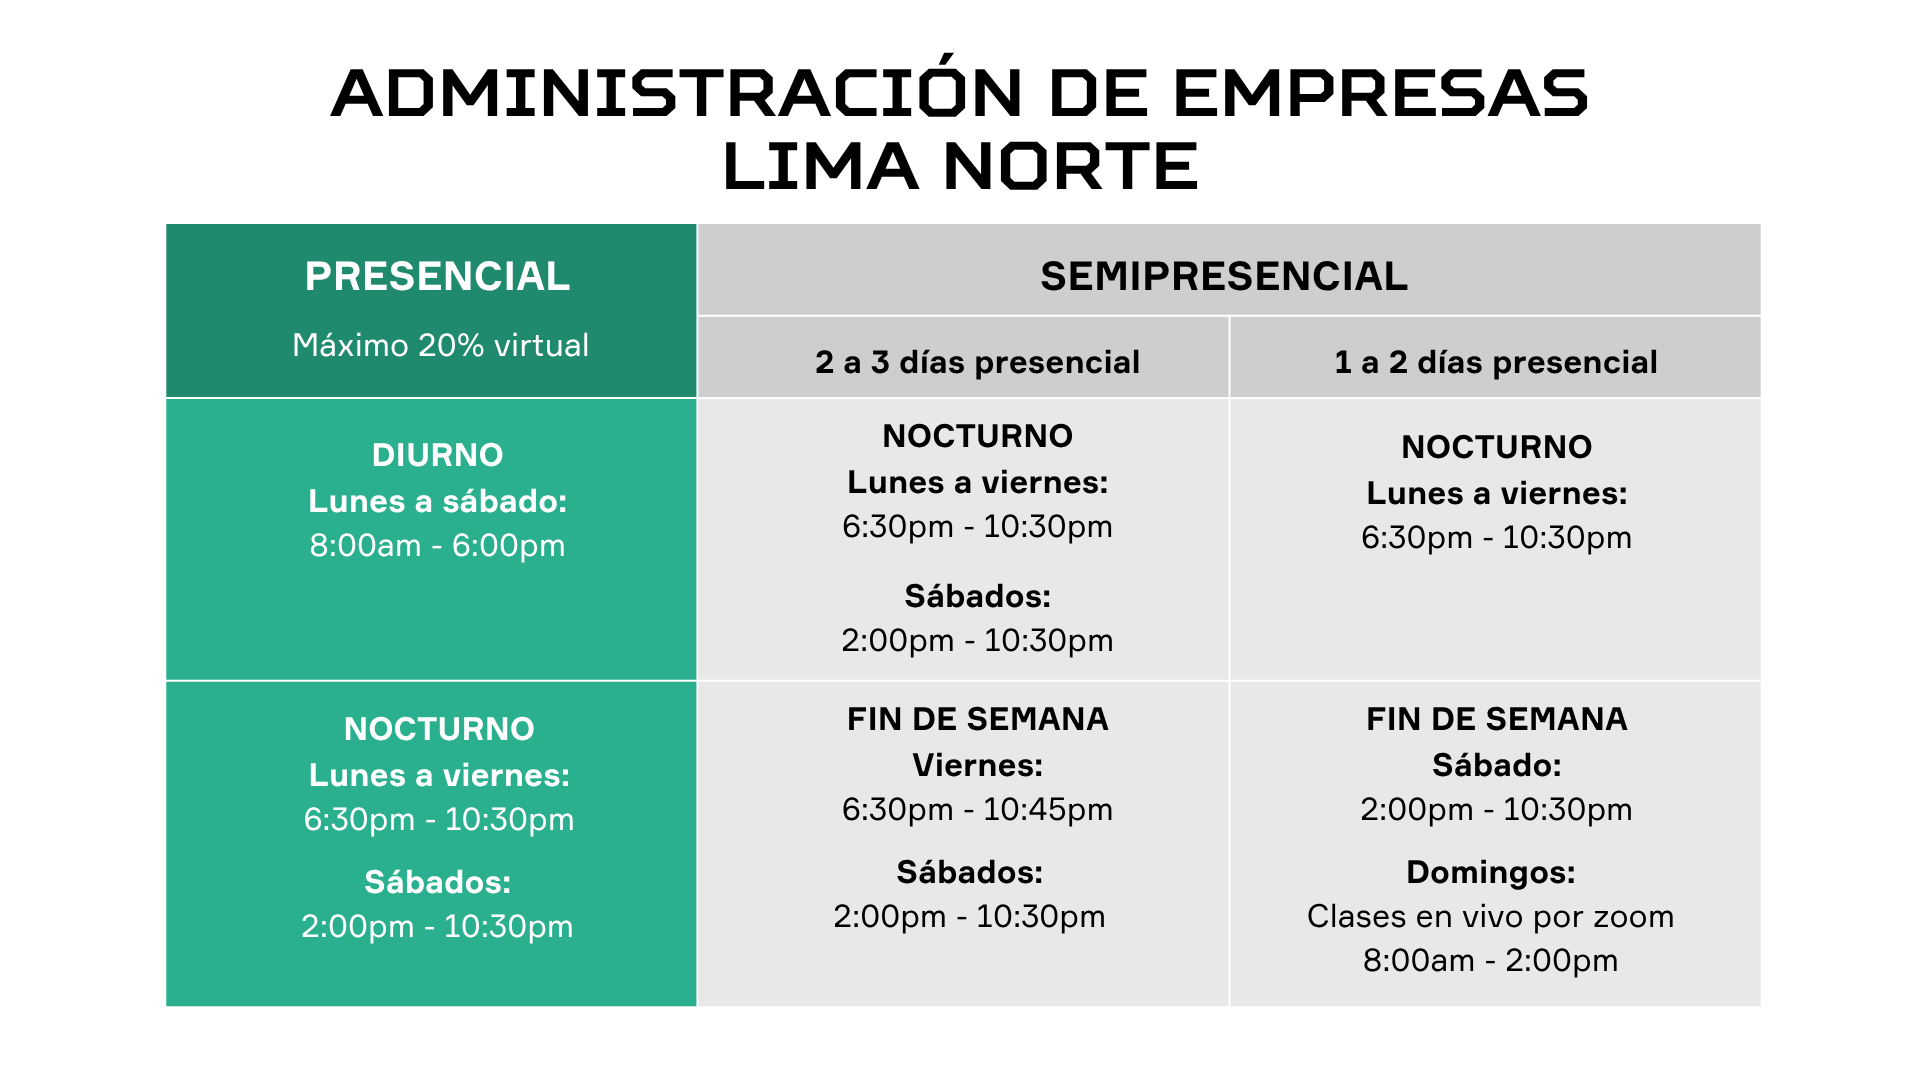 ADMINISTRACIÓN DE EMPRESAS
LIMA NORTE
PRESENCIAL
Máximo 20% virtual
SEMIPRESENCIAL
2 a 3 días presencial
1 a 2 días presencial
DIURNO
Lunes a sábado:
8:00am - 6:00pm
NOCTURNO
Lunes a viernes:
6:30pm - 10:30pm
Sábados:
2:00pm - 10:30pm
NOCTURNO
Lunes a viernes:
6:30pm - 10:30pm
NOCTURNO
Lunes a viernes:
6:30pm - 10:30pm
Sábados:
2:00pm - 10:30pm
FIN DE SEMANA
Viernes:
6:30pm - 10:45pm
Sábados:
2:00pm - 10:30pm
FIN DE SEMANA
Sábado:
2:00pm - 10:30pm
Domingos:
Clases en vivo por zoom
8:00am - 2:00pm